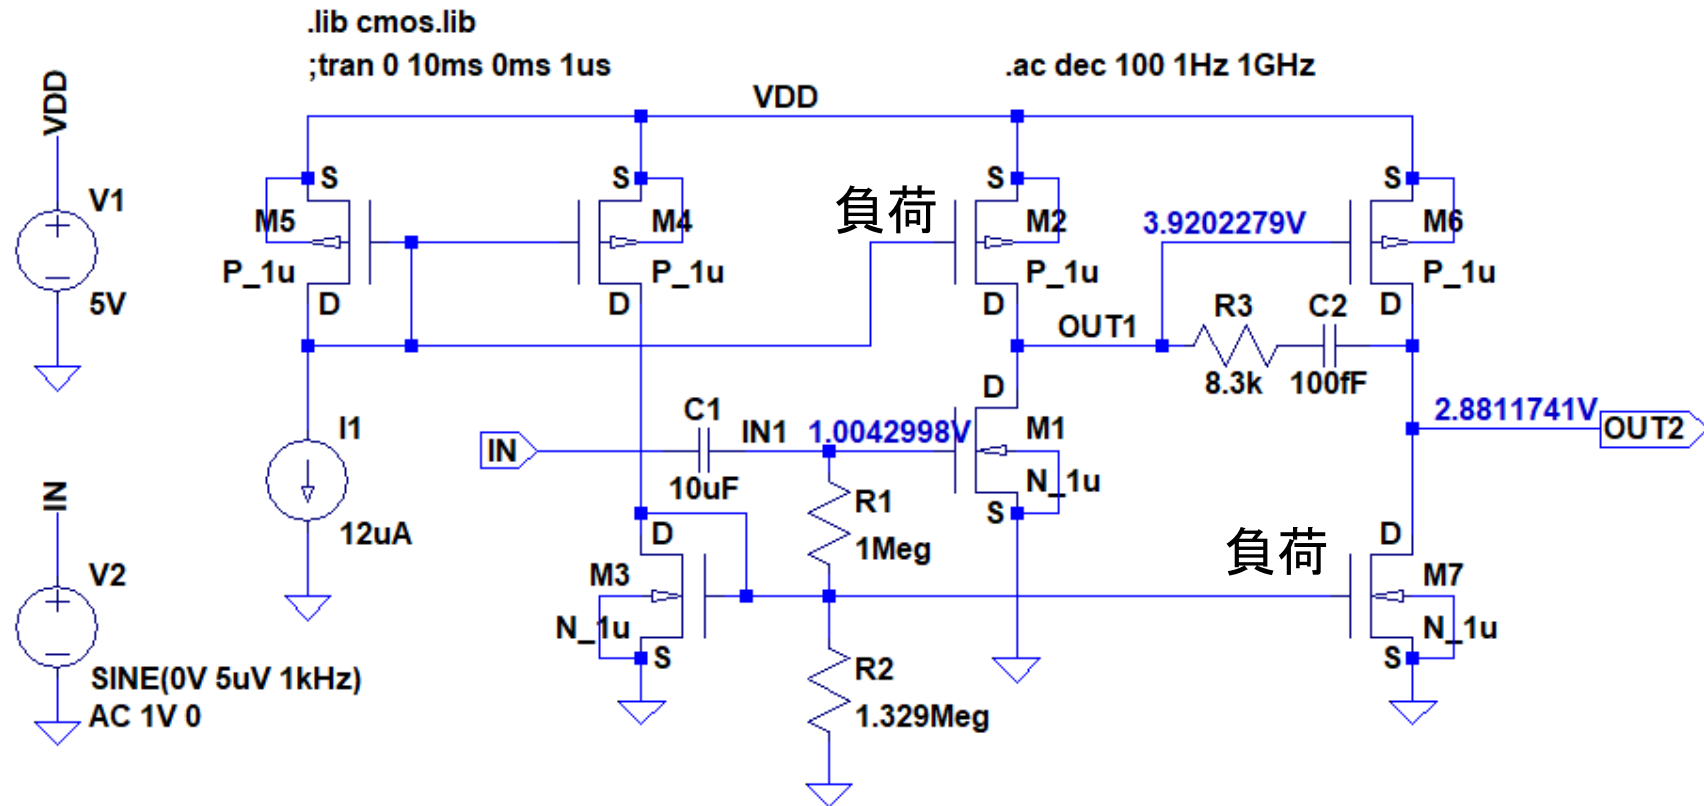 .lib cmos.lib
;tran 0 10ms 0ms 1us
.ac dec 100 1Hz 1GHz
VDD
VDD
V1
5V
S
M5
P_1u
D
S
M4
P_1u
D
負荷
S
M2
P_1u
D
3.9202279V
S
M6
P_1u
D
OUT1
R3
8.3k
C2
100fF
I1
12uA
IN
C1
10uF
IN1
1.0042998V
D
M1
N_1u
S
2.8811741V
OUT2
IN
V2
SINE(0V 5uV 1kHz)
AC 1V 0
R1
1Meg
D
M3
N_1u
S
R2
1.329Meg
負荷
D
M7
N_1u
S